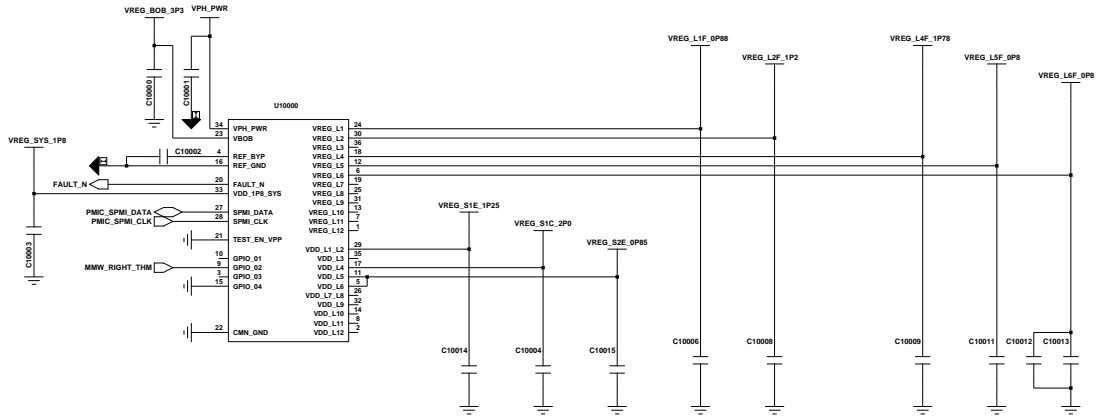 VREG_BOB_3P3
VPH_PWR
VREG_L1F_0P88
VREG_L2F_1P2
VREG_L4F_1P78
VREG_L5F_0P8
VREG_L6F_0P8
C10000
C10001
U10000
VREG_SYS_1P8
34 VPH_PWR VREG_L1 24
23 VBOB VREG_L2 30
VREG_L3 36
C10002 4 REF_BYP VREG_L4 18
16 REF_GND VREG_L5 12
VREG_L6 6
FAULT_N 20 FAULT_N VREG_L7 19
33 VDD_1P8_SYS VREG_L8 25
VREG_L9 31
PMIC_SPMI_DATA 27 SPMI_DATA VREG_L10 13
PMIC_SPMI_CLK 28 SPMI_CLK VREG_L11 7
VREG_L12 1
VREG_S1E_1P25
VREG_S1C_2P0
VREG_S2E_0P85
C10003
21 TEST_EN_VPP
VDD_L1_L2 29
10 GPIO_01 VDD_L3 35
MMW_RIGHT_THM 9 GPIO_02 VDD_L4 17
3 GPIO_03 VDD_L5 11
15 GPIO_04 VDD_L6 5
VDD_L7_L8 26
VDD_L9 32
VDD_L10 14
VDD_L11 8
22 CMN_GND VDD_L12 2
C10014
C10004
C10015
C10006
C10008
C10009
C10011
C10012
C10013